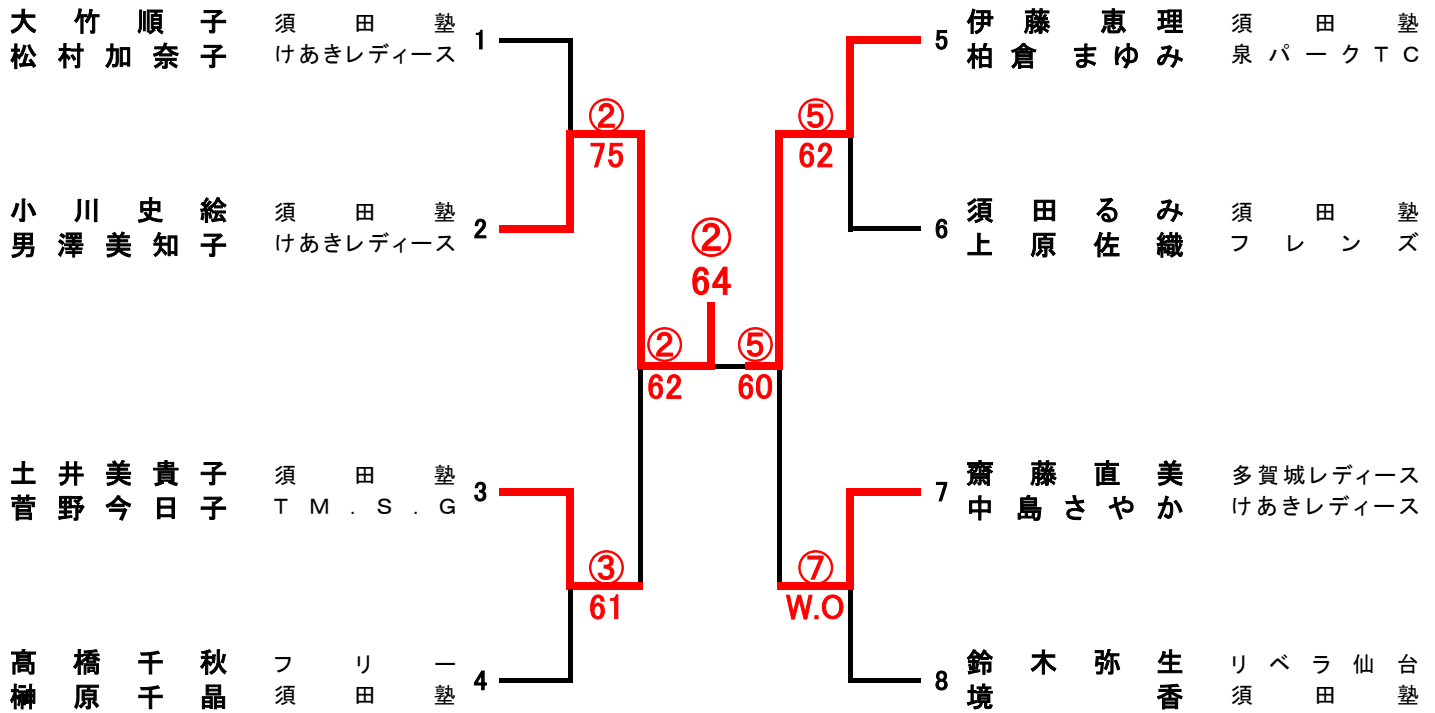 大竹順子 須田塾
松村加奈子 けあきレディース
1
小川史絵 須田塾
男澤美知子 けあきレディース
2
土井美貴子 須田塾
菅野今日子 TM.S.G
3
髙橋千秋 フリー
榊原千晶 須田塾
4
② 75
③ 61
② 62
② 64
⑤ 60
⑤ 62
⑦ W.O
5
伊藤恵理 須田塾
柏倉まゆみ 泉パークTC
6
須田るみ 須田塾
上原佐織 フレンズ
7
齋藤直美 多賀城レディース
中島さやか けあきレディース
8
鈴木弥生 リベラ仙台
境香 須田塾